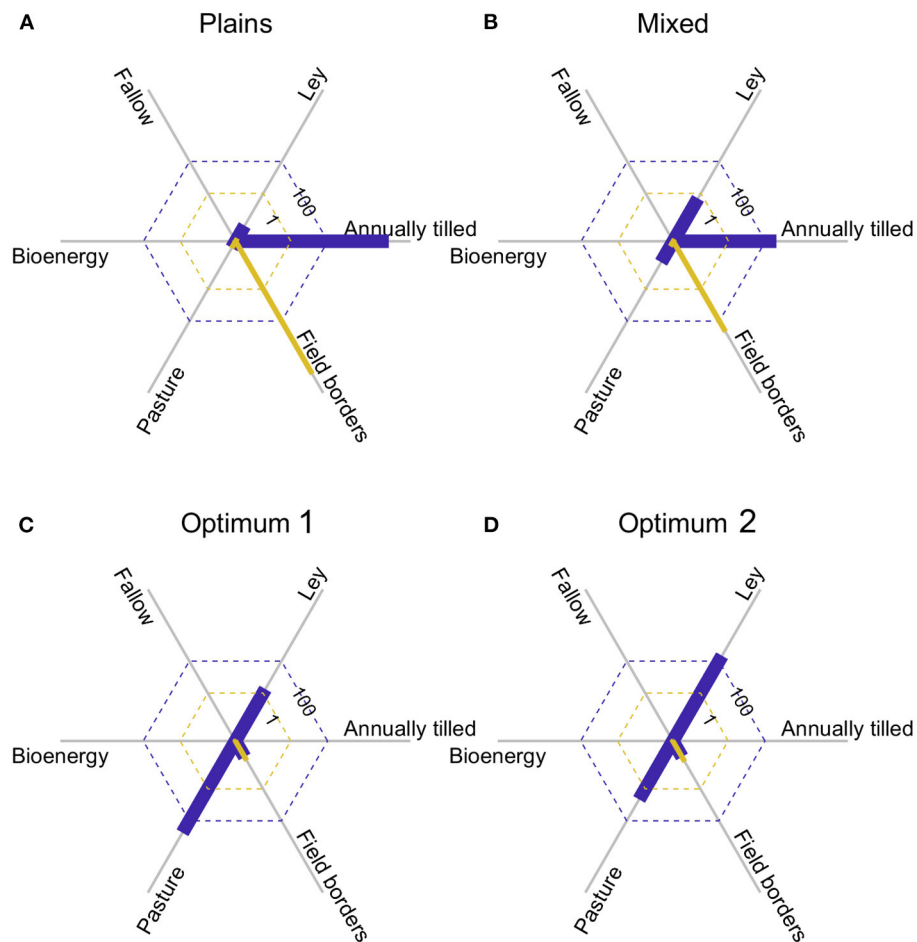 A
Plains
B
Mixed
Fallow
Ley
Fallow
Ley
1
100
1
100
Annually tilled
Annually tilled
Bioenergy
Bioenergy
Pasture
Field borders
Pasture
Field borders
C
Optimum 1
D
Optimum 2
Fallow
Ley
Fallow
Ley
1
100
1
100
Annually tilled
Annually tilled
Bioenergy
Bioenergy
Pasture
Field borders
Pasture
Field borders